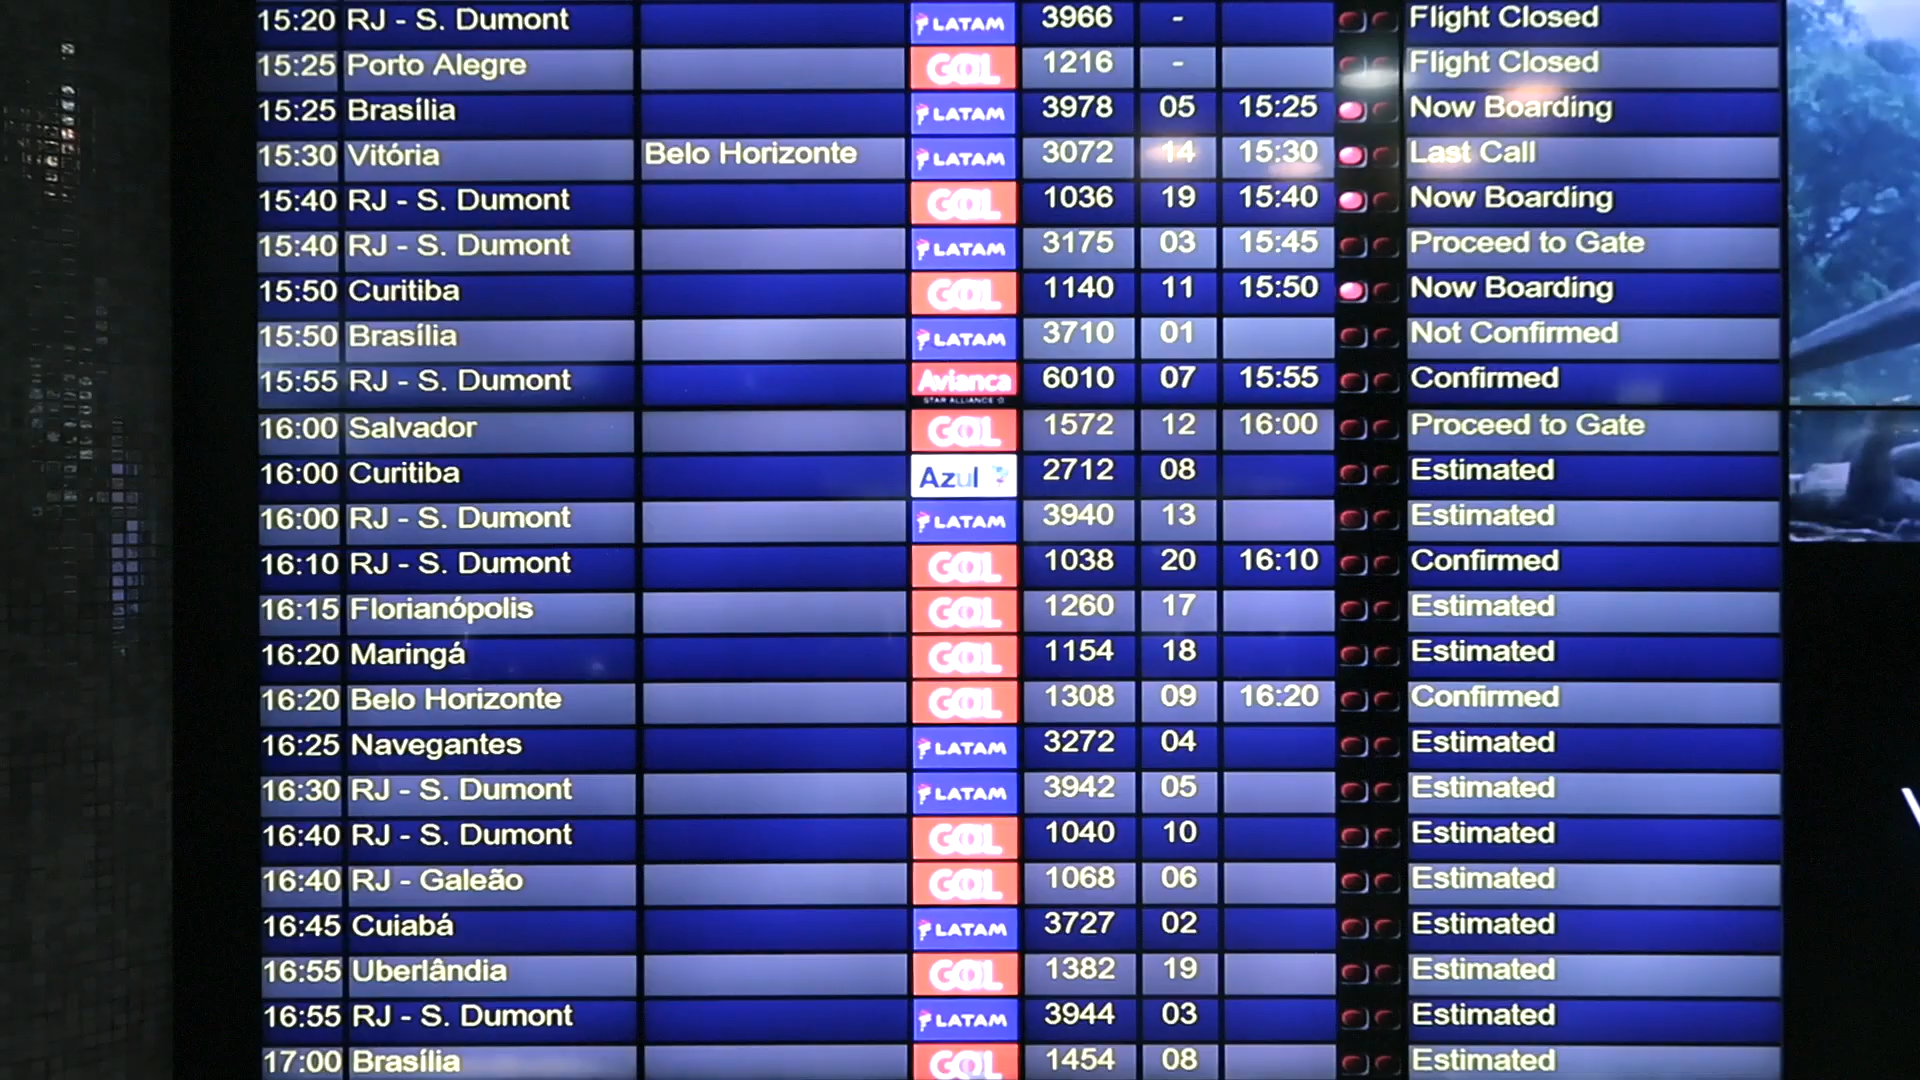 15:20 RJ - S. Dumont LATAM 3966 - Flight Closed
15:25 Porto Alegre GOL 1216 - Flight Closed
15:25 Brasília LATAM 3978 05 15:25 Now Boarding
15:30 Vitória Belo Horizonte LATAM 3072 14 15:30 Last Call
15:40 RJ - S. Dumont GOL 1036 19 15:40 Now Boarding
15:40 RJ - S. Dumont LATAM 3175 03 15:45 Proceed to Gate
15:50 Curitiba GOL 1140 11 15:50 Now Boarding
15:50 Brasília LATAM 3710 01 Not Confirmed
15:55 RJ - S. Dumont Avianca STAR ALLIANCE 6010 07 15:55 Confirmed
16:00 Salvador GOL 1572 12 16:00 Proceed to Gate
16:00 Curitiba Azul 2712 08 Estimated
16:00 RJ - S. Dumont LATAM 3940 13 Estimated
16:10 RJ - S. Dumont GOL 1038 20 16:10 Confirmed
16:15 Florianópolis GOL 1260 17 Estimated
16:20 Maringá GOL 1154 18 Estimated
16:20 Belo Horizonte GOL 1308 09 16:20 Confirmed
16:25 Navegantes LATAM 3272 04 Estimated
16:30 RJ - S. Dumont LATAM 3942 05 Estimated
16:40 RJ - S. Dumont GOL 1040 10 Estimated
16:40 RJ - Galeão GOL 1068 06 Estimated
16:45 Cuiabá LATAM 3727 02 Estimated
16:55 Uberlândia GOL 1382 19 Estimated
16:55 RJ - S. Dumont LATAM 3944 03 Estimated
17:00 Brasília GOL 1454 08 Estimated